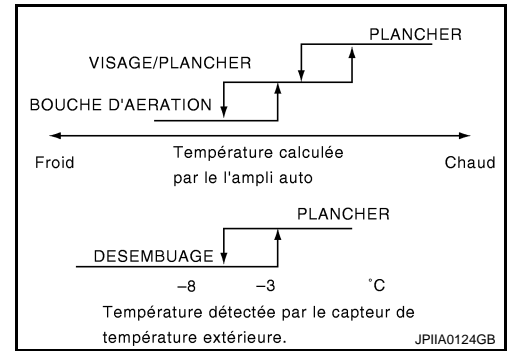 PLANCHER
VISAGE/PLANCHER
BOUCHE D'AERATION
Froid
Température calculée
par le l'ampli auto
Chaud
PLANCHER
DESEMBUAGE
–8 –3 °C
Température détectée par le capteur de
température extérieure.
JPIIA0124GB